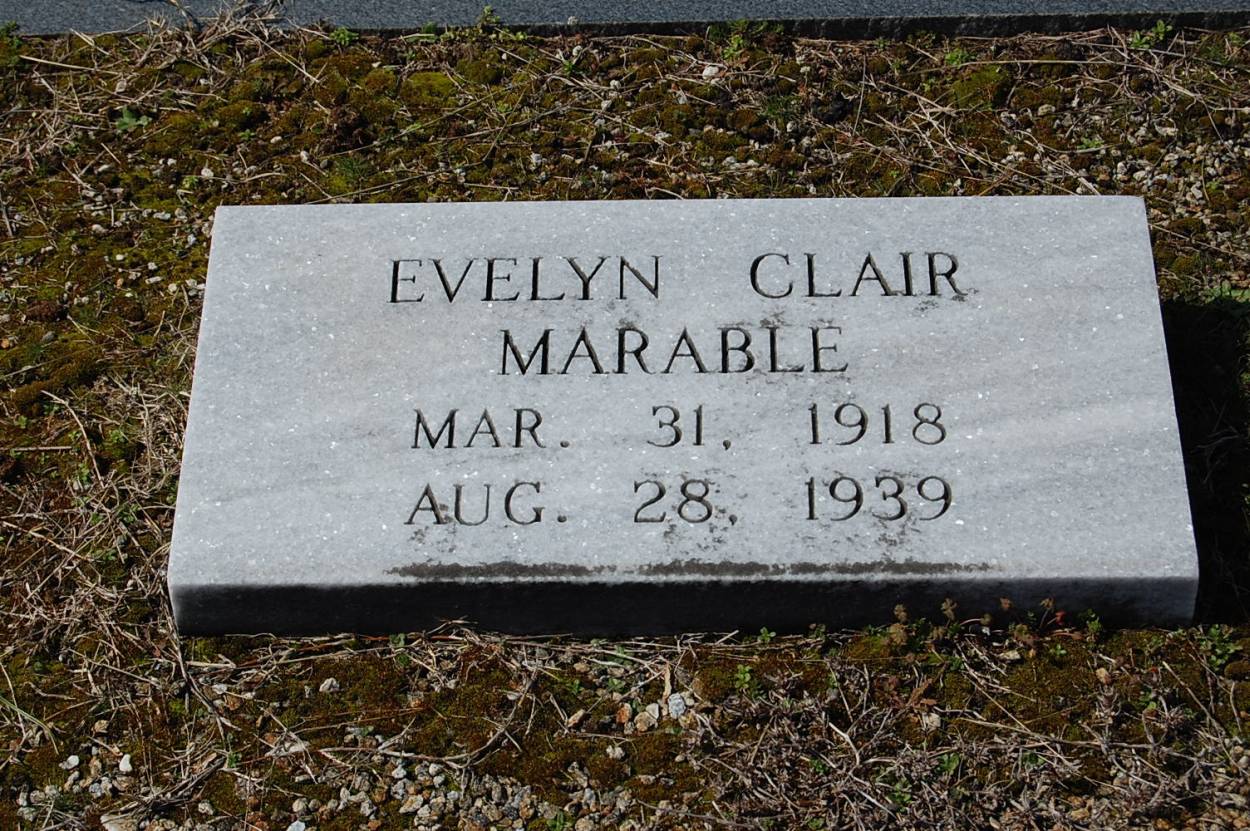 EVELYN CLAIR
MARABLE
MAR. 31, 1918
AUG. 28, 1939